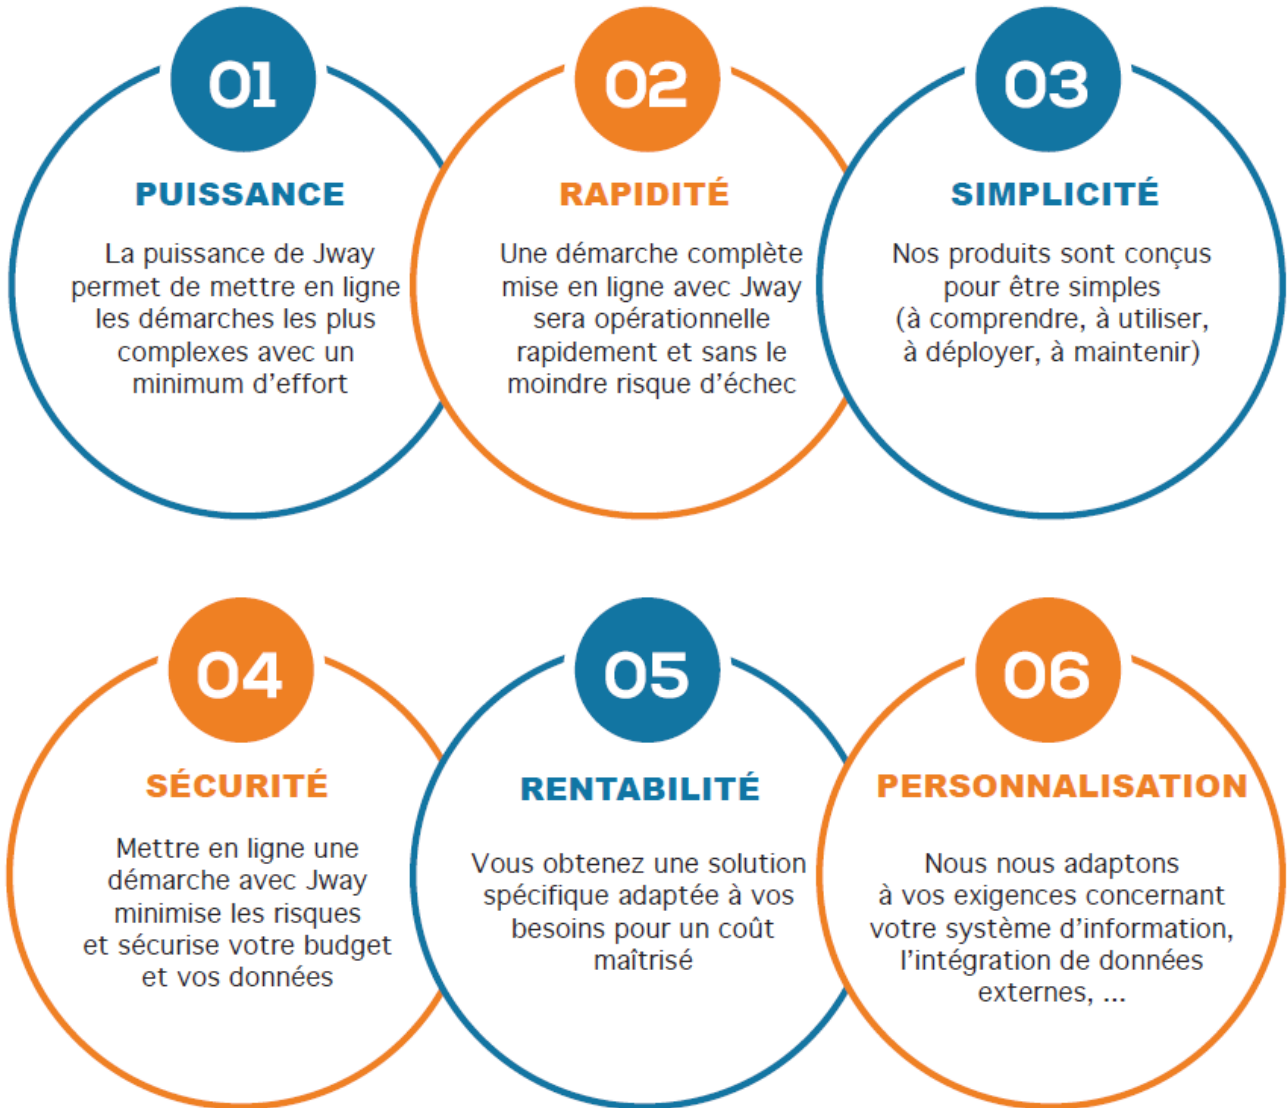 01
PUISSANCE
La puissance de Jway
permet de mettre en ligne
les démarches les plus
complexes avec un
minimum d’effort
02
RAPIDITÉ
Une démarche complète
mise en ligne avec Jway
sera opérationnelle
rapidement et sans le
moindre risque d’échec
03
SIMPLICITÉ
Nos produits sont conçus
pour être simples
(à comprendre, à utiliser,
à déployer, à maintenir)
04
SÉCURITÉ
Mettre en ligne une
démarche avec Jway
minimise les risques
et sécurise votre budget
et vos données
05
RENTABILITÉ
Vous obtenez une solution
spécifique adaptée à vos
besoins pour un coût
maîtrisé
06
PERSONNALISATION
Nous nous adaptons
à vos exigences concernant
votre système d’information,
l’intégration de données
externes, ...